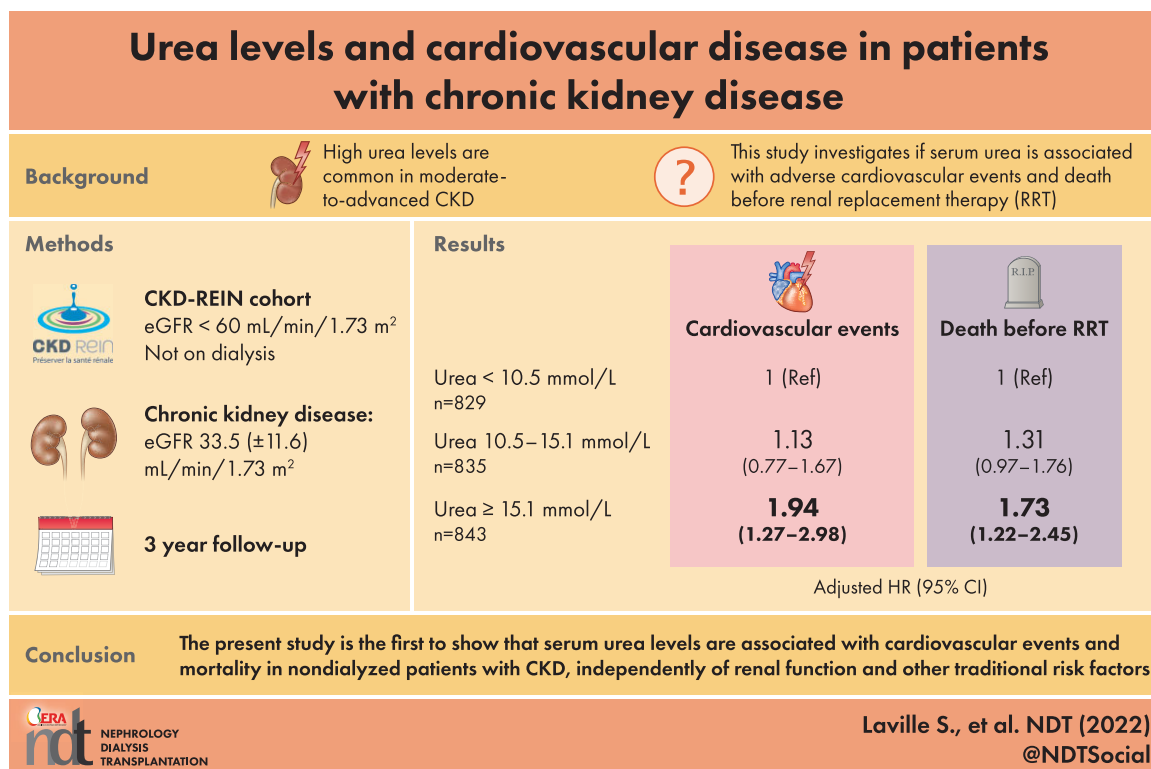 Urea levels and cardiovascular disease in patients
with chronic kidney disease
Background
High urea levels are
common in moderate-
to-advanced CKD
?
This study investigates if serum urea is associated
with adverse cardiovascular events and death
before renal replacement therapy (RRT)
Methods
CKD REIN
Préserver la santé rénale
CKD-REIN cohort
eGFR < 60 mL/min/1.73 m²
Not on dialysis
Chronic kidney disease:
eGFR 33.5 (±11.6)
mL/min/1.73 m²
3 year follow-up
Results
R.I.P.
Cardiovascular events
Death before RRT
Urea < 10.5 mmol/L
n=829
1 (Ref)
1 (Ref)
Urea 10.5–15.1 mmol/L
n=835
1.13
(0.77–1.67)
1.31
(0.97–1.76)
Urea ≥ 15.1 mmol/L
n=843
1.94
(1.27–2.98)
1.73
(1.22–2.45)
Adjusted HR (95% CI)
Conclusion
The present study is the first to show that serum urea levels are associated with cardiovascular events and
mortality in nondialyzed patients with CKD, independently of renal function and other traditional risk factors
ERA
ndt
NEPHROLOGY
DIALYSIS
TRANSPLANTATION
Laville S., et al. NDT (2022)
@NDTSocial